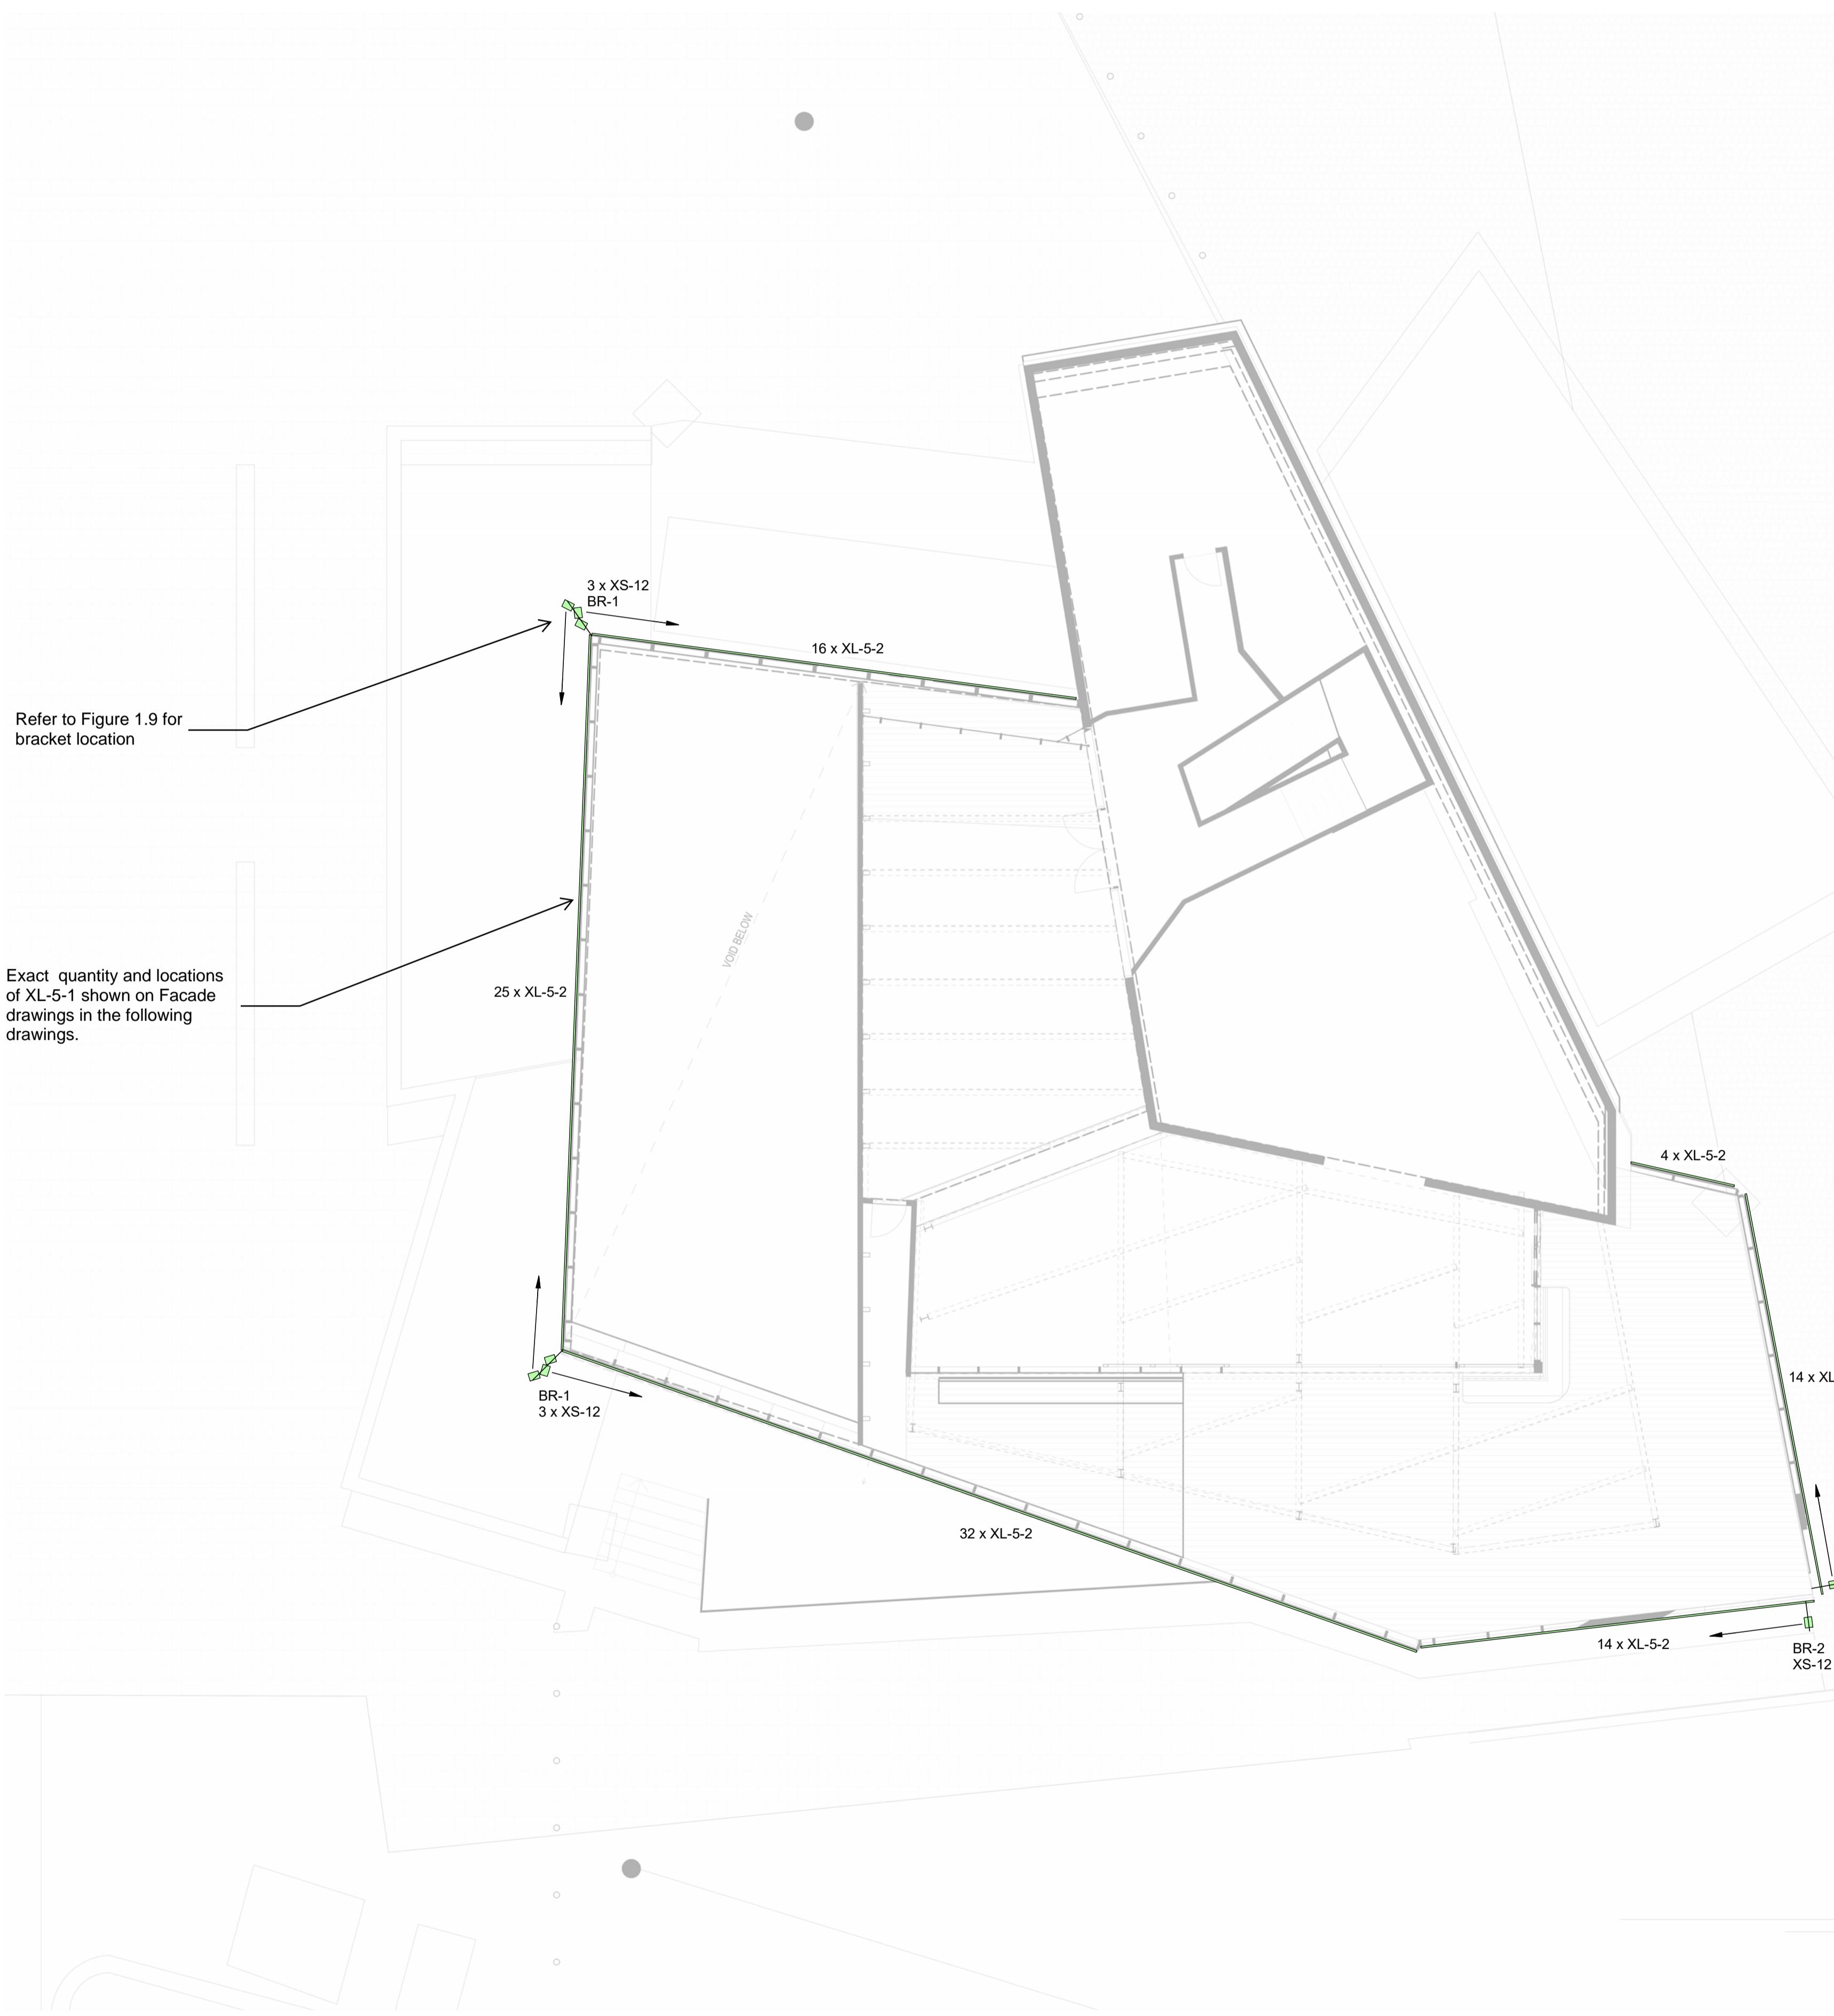 3 x XS-12
BR-1
16 x XL-5-2
Refer to Figure 1.9 for
bracket location
VOID BELOW
Exact quantity and locations
of XL-5-1 shown on Facade
drawings in the following
drawings.
25 x XL-5-2
4 x XL-5-2
14 x XL
BR-1
3 x XS-12
32 x XL-5-2
14 x XL-5-2
BR-2
XS-12